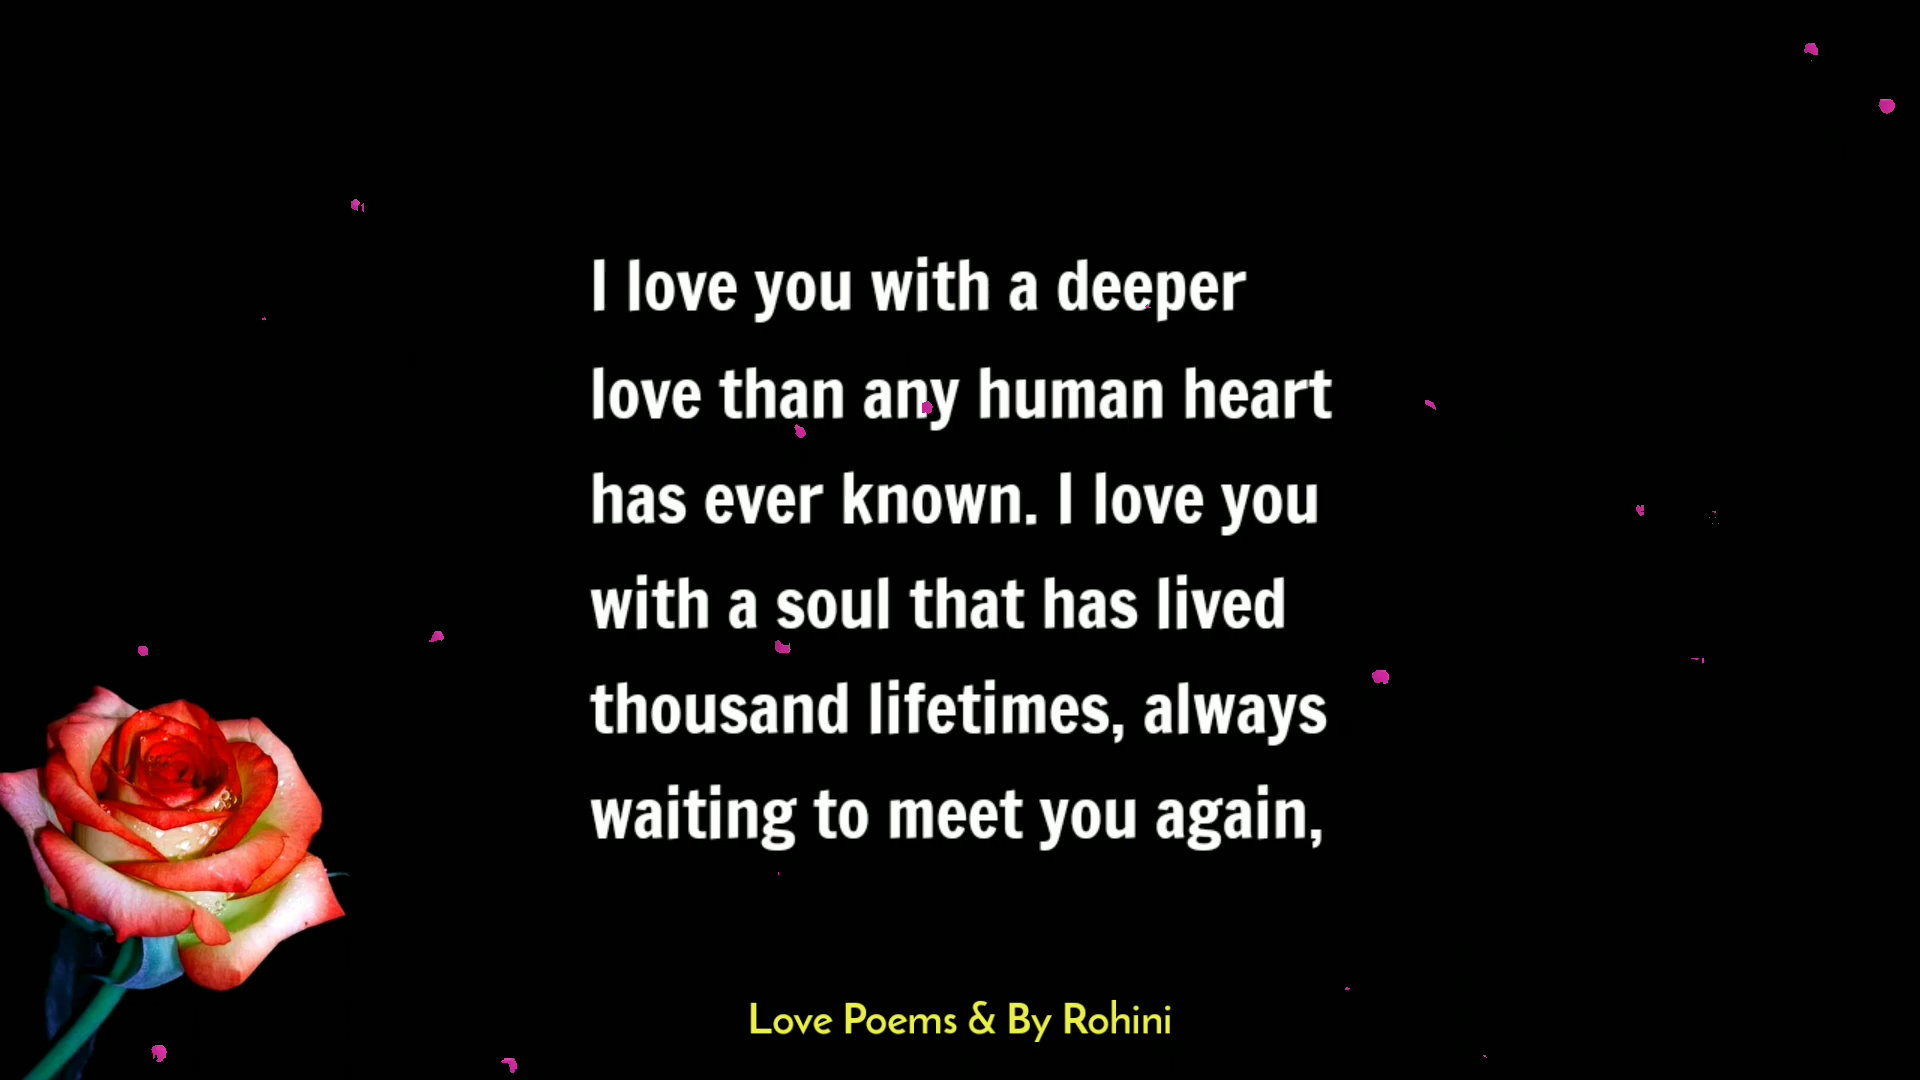 I love you with a deeper
love than any human heart
has ever known. I love you
with a soul that has lived
thousand lifetimes, always
waiting to meet you again,
Love Poems & By Rohini